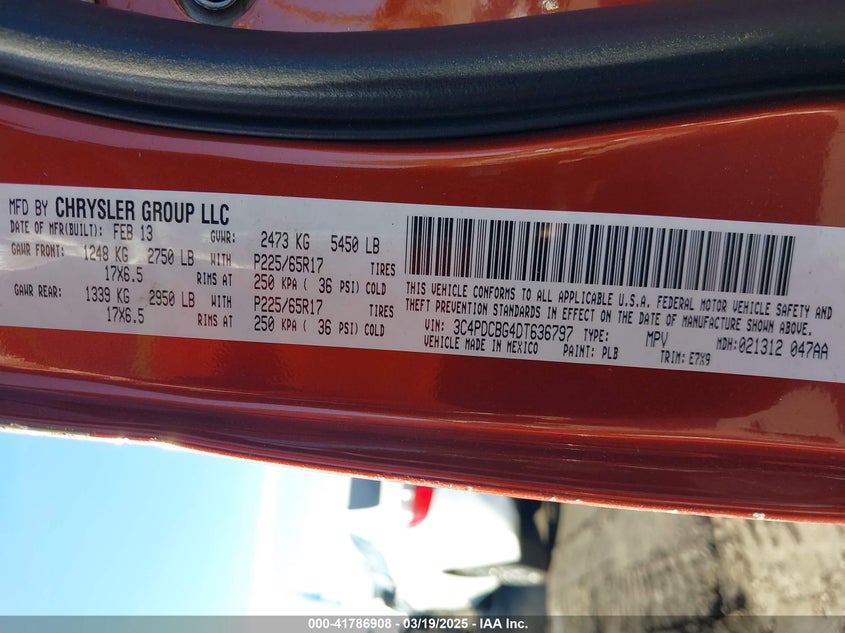 MFD BY CHRYSLER GROUP LLC
DATE OF MFR(BUILT): FEB 13 GVWR: 2473 KG 5450 LB
GAWR FRONT: 1248 KG 2750 LB WITH P225/65R17 TIRES
17X6.5 RIMS AT 250 KPA ( 36 PSI) COLD
GAWR REAR: 1339 KG 2950 LB WITH P225/65R17 TIRES
17X6.5 RIMS AT 250 KPA ( 36 PSI) COLD
THIS VEHICLE CONFORMS TO ALL APPLICABLE U.S.A. FEDERAL MOTOR VEHICLE SAFETY AND
THEFT PREVENTION STANDARDS IN EFFECT ON THE DATE OF MANUFACTURE SHOWN ABOVE.
VIN: 3C4PDCBG4DT636797 TYPE: MPV MDH:021312 047AA
VEHICLE MADE IN MEXICO PAINT: PLB TRIM: E7X9
000-41786908 - 03/19/2025 - IAA Inc.